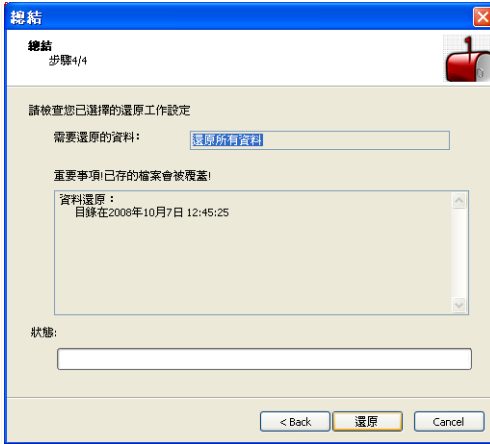 總結
總結
步驟4/4
請檢查您已選擇的還原工作設定
需要還原的資料： 還原所有資料
重要事項!已存的檔案會被覆蓋!
資料還原：
目錄在2008年10月7日 12:45:25
狀態:
< Back 還原 Cancel